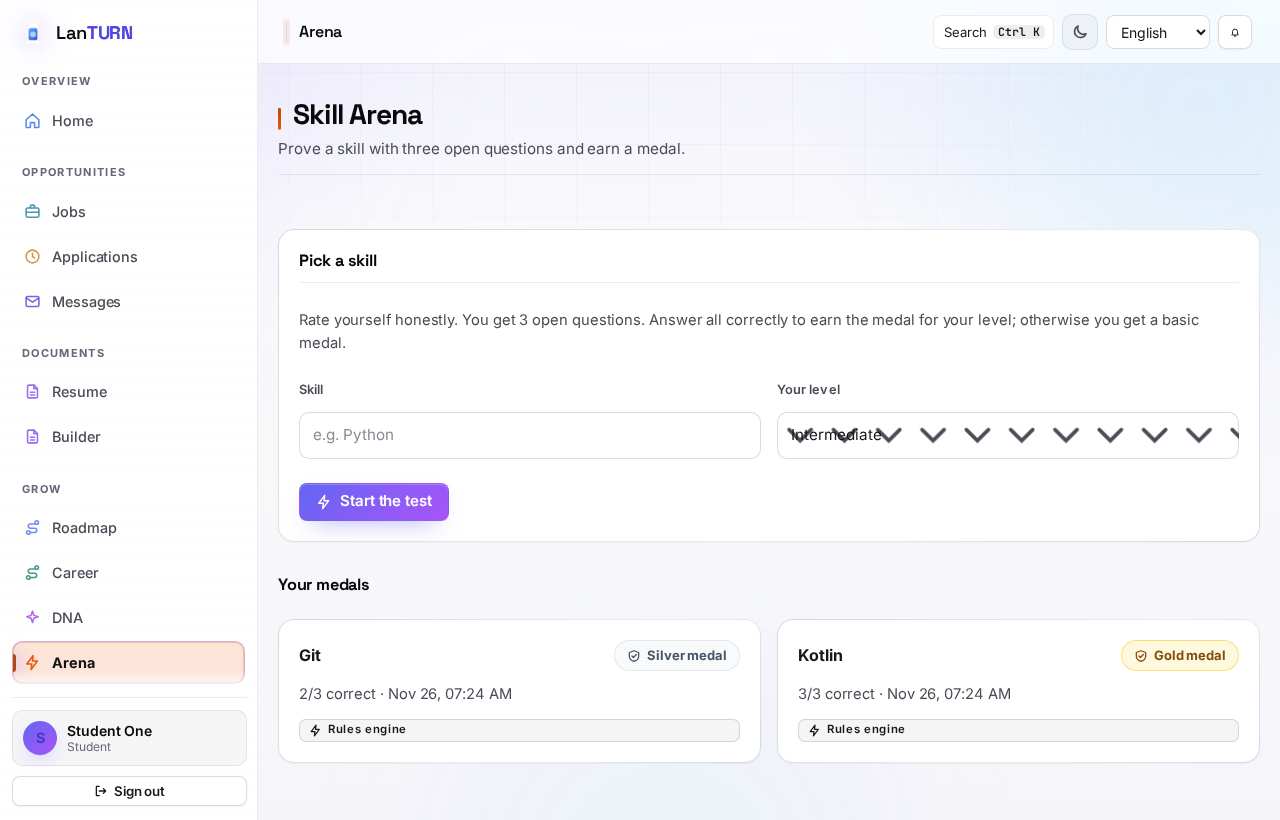 LanTURN
OVERVIEW
Home
OPPORTUNITIES
Jobs
Applications
Messages
DOCUMENTS
Resume
Builder
GROW
Roadmap
Career
DNA
Arena
Student One
S
Student
Sign out
Arena
Search Ctrl K
English
Skill Arena
Prove a skill with three open questions and earn a medal.
Pick a skill
Rate yourself honestly. You get 3 open questions. Answer all correctly to earn the medal for your level; otherwise you get a basic
medal.
Skill
Your level
e.g. Python
Intermediate
Start the test
Your medals
Git
Silver medal
2/3 correct · Nov 26, 07:24 AM
Rules engine
Kotlin
Gold medal
3/3 correct · Nov 26, 07:24 AM
Rules engine